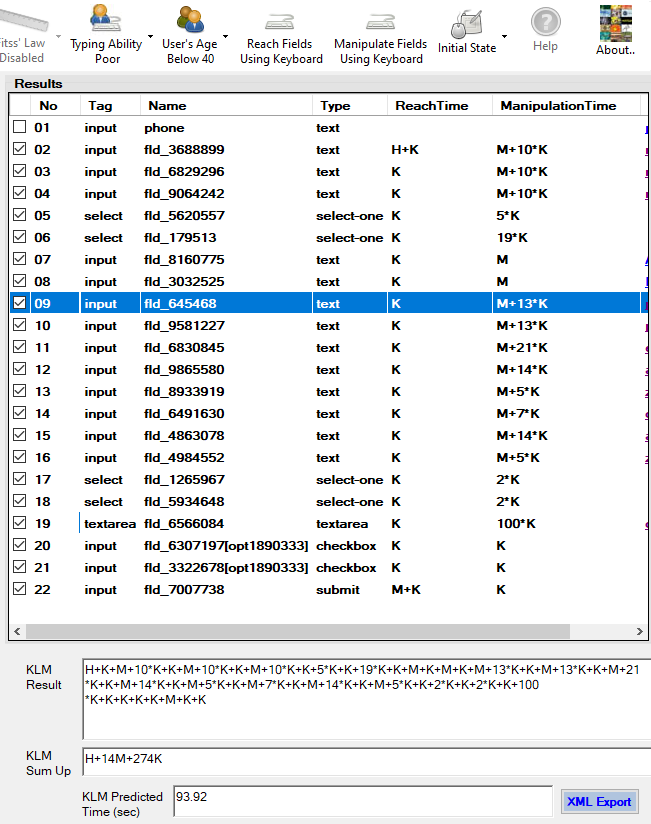 itss' Law
Disabled
Typing Ability
Poor
User's Age
Below 40
Reach Fields
Using Keyboard
Manipulate Fields
Using Keyboard
Initial State
Help
About..
Results
No Tag Name Type ReachTime ManipulationTime
01 input phone text
02 input fld_3688899 text H+K M+10*K
03 input fld_6829296 text K M+10*K
04 input fld_9064242 text K M+10*K
05 select fld_5620557 select-one K 5*K
06 select fld_179513 select-one K 19*K
07 input fld_8160775 text K M
08 input fld_3032525 text K M
09 input fld_645468 text K M+13*K
10 input fld_9581227 text K M+13*K
11 input fld_6830845 text K M+21*K
12 input fld_9865580 text K M+14*K
13 input fld_8933919 text K M+5*K
14 input fld_6491630 text K M+7*K
15 input fld_4863078 text K M+14*K
16 input fld_4984552 text K M+5*K
17 select fld_1265967 select-one K 2*K
18 select fld_5934648 select-one K 2*K
19 textarea fld_6566084 textarea K 100*K
20 input fld_6307197[opt1890333] checkbox K K
21 input fld_3322678[opt1890333] checkbox K K
22 input fld_7007738 submit M+K K
KLM
Result
H+K+M+10*K+K+M+10*K+K+M+10*K+K+5*K+K+19*K+K+M+K+M+K+M+13*K+K+M+13*K+K+M+21
*K+K+M+14*K+K+M+5*K+K+M+7*K+K+M+14*K+K+M+5*K+K+2*K+K+2*K+K+100
*K+K+K+K+K+M+K+K
KLM
Sum Up
H+14M+274K
KLM Predicted
Time (sec)
93.92
XML Export